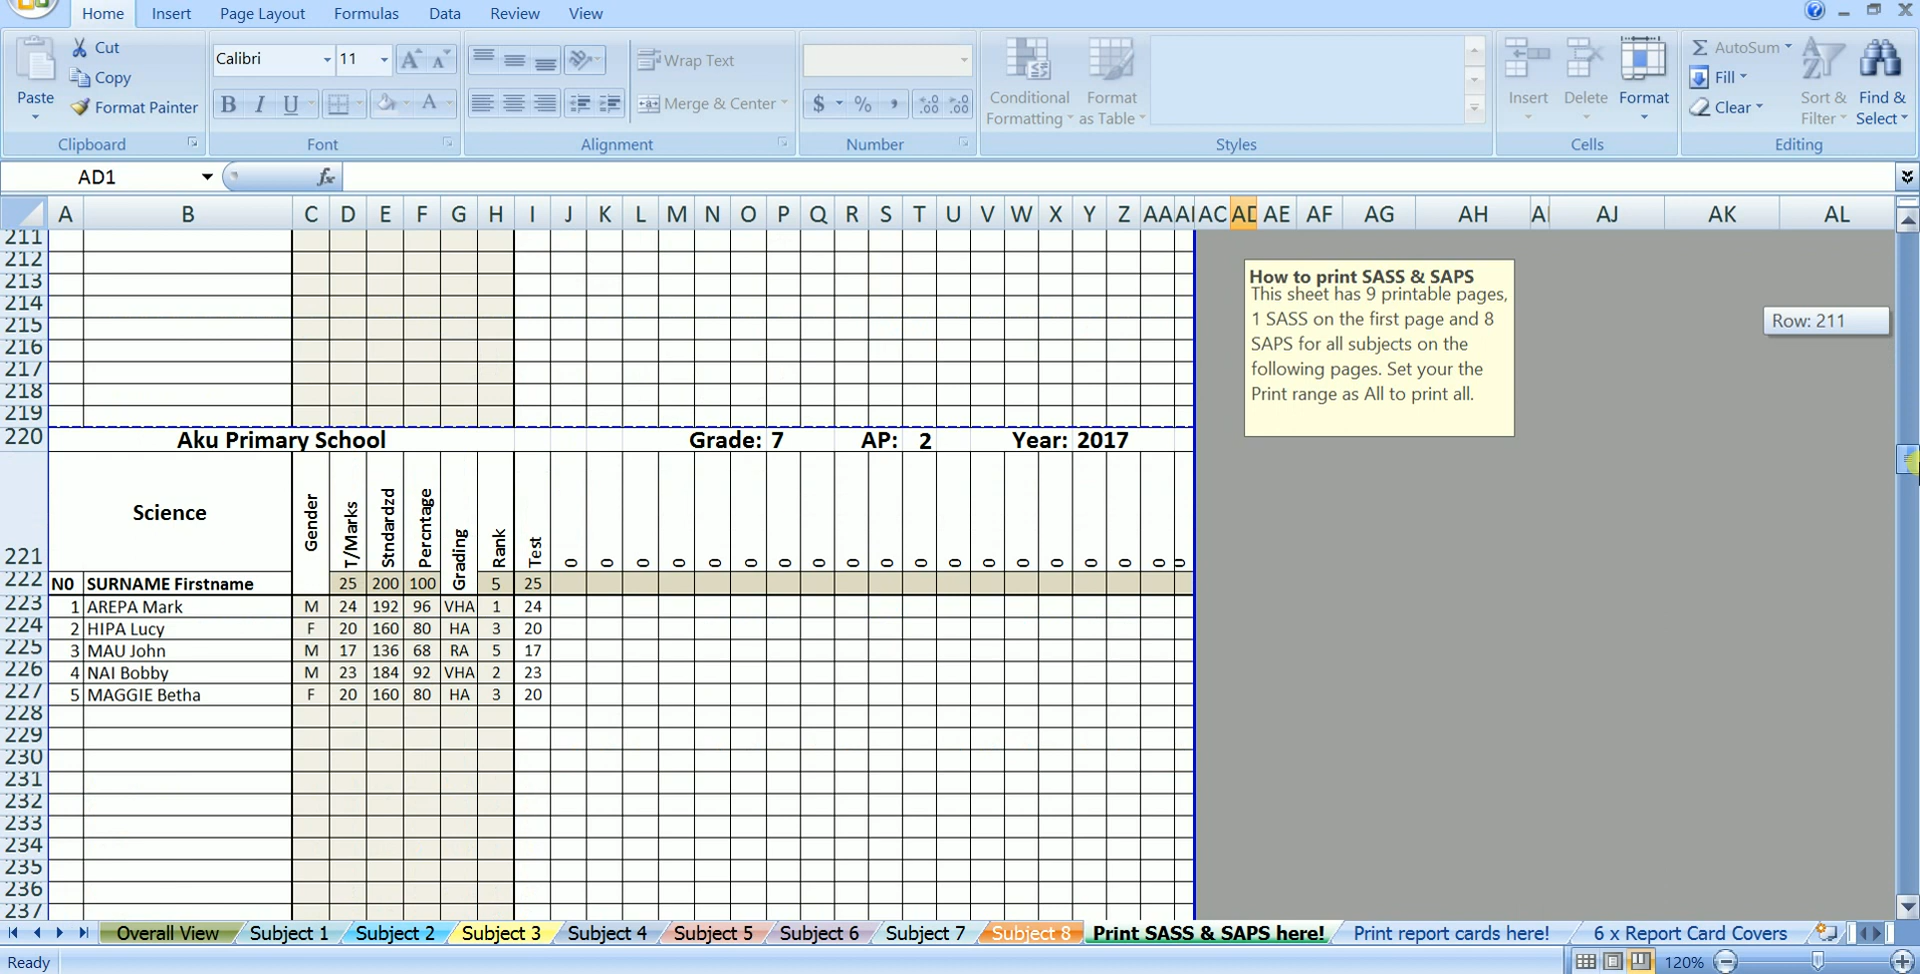 Home Insert Page Layout Formulas Data Review View
Cut
Copy
Paste
Format Painter
Clipboard
Calibri 11
B I U
Font
Wrap Text
Merge & Center
Alignment
$ % ,
Number
Conditional Formatting
Format as Table
Styles
Insert Delete Format
Cells
Σ AutoSum
Fill
Clear
Sort & Filter
Find & Select
Editing
AD1 fx
A B C D E F G H I J K L M N O P Q R S T U V W X Y Z AA AC AD AE AF AG AH AJ AK AL
211
212
213
214
215
216
217
218
219
220 Aku Primary School Grade: 7 AP: 2 Year: 2017
221 Science Gender T/Marks Stndardzd Percntage Grading Rank Test 0 0 0 0 0 0 0 0 0 0 0 0 0 0 0 0 0 0 0
222 N0 SURNAME Firstname 25 200 100 5 25
223 1 AREPA Mark M 24 192 96 VHA 1 24
224 2 HIPA Lucy F 20 160 80 HA 3 20
225 3 MAU John M 17 136 68 RA 5 17
226 4 NAI Bobby M 23 184 92 VHA 2 23
227 5 MAGGIE Betha F 20 160 80 HA 3 20
228
229
230
231
232
233
234
235
236
237
How to print SASS & SAPS
This sheet has 9 printable pages,
1 SASS on the first page and 8
SAPS for all subjects on the
following pages. Set your the
Print range as All to print all.
Row: 211
Overall View Subject 1 Subject 2 Subject 3 Subject 4 Subject 5 Subject 6 Subject 7 Subject 8 Print SASS & SAPS here! Print report cards here! 6 x Report Card Covers
Ready 120%